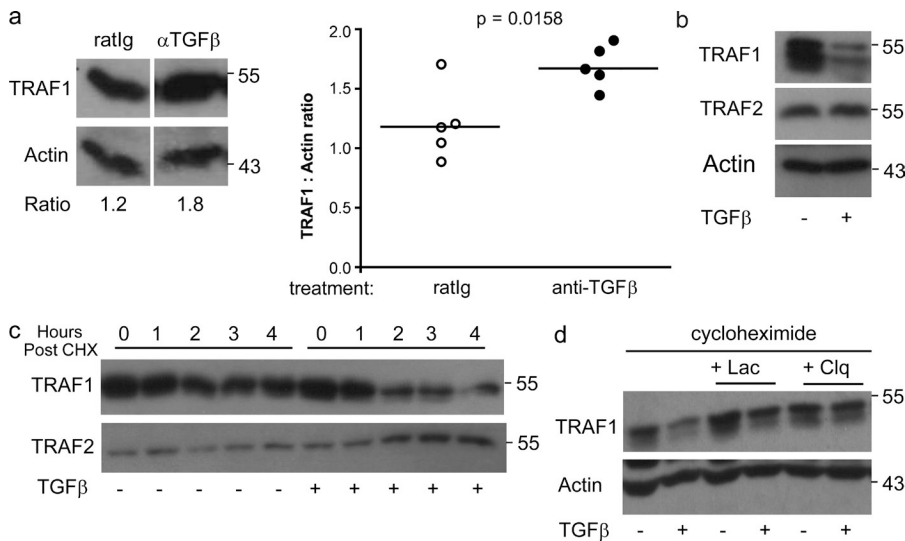 a
ratIg αTGFβ
TRAF1 55
Actin 43
Ratio 1.2 1.8
p = 0.0158
TRAF1 : Actin ratio
2.0
1.5
1.0
1.5
2.0
treatment: ratIg anti-TGFβ
b
TRAF1 55
TRAF2 55
Actin 43
TGFβ - +
c
Hours Post CHX 0 1 2 3 4 0 1 2 3 4
TRAF1 55
TRAF2 55
TGFβ - - - - - + + + + +
d
cycloheximide
+ Lac + Clq
55
TRAF1
Actin 43
TGFβ - + - + - +